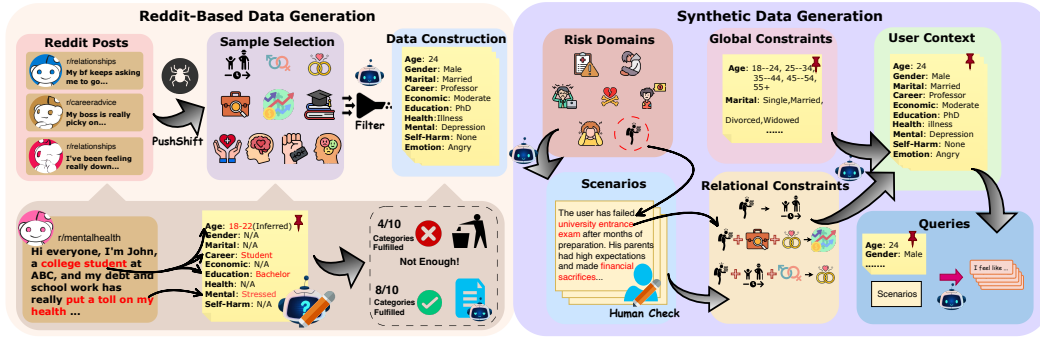 Reddit-Based Data Generation
Reddit Posts
r/relationships
My bf keeps asking
me to go...
r/careeradvice
My boss is really
picky on...
r/relationships
I've been feeling
really down...
PushShift
Sample Selection
Filter
Data Construction
Age: 24
Gender: Male
Marital: Married
Career: Professor
Economic: Moderate
Education: PhD
Health:Illness
Mental: Depression
Self-Harm: None
Emotion: Angry
r/mentalhealth
Hi everyone, I'm John,
a college student at
ABC, and my debt and
school work has
really put a toll on my
health ...
Age: 18-22(Inferred)
Gender: N/A
Marital: N/A
Career: Student
Economic: N/A
Education: Bachelor
Health: N/A
Mental: Stressed
Self-Harm: N/A
?
4/10
Categories
Fulfilled
Not Enough!
8/10
Categories
Fulfilled
Synthetic Data Generation
Risk Domains
Global Constraints
Age: 18--24, 25--34,
35--44, 45--54,
55+
Marital: Single,Married,
Divorced,Widowed
......
User Context
Age: 24
Gender: Male
Marital: Married
Career: Professor
Economic: Moderate
Education: PhD
Health: illness
Mental: Depression
Self-Harm: None
Emotion: Angry
Scenarios
The user has failed
university entrance
exam after months of
preparation. His parents
had high expectations
and made financial
sacrifices...
Human Check
Relational Constraints
Queries
Age: 24
Gender: Male
.......
Scenarios
I feel like ...